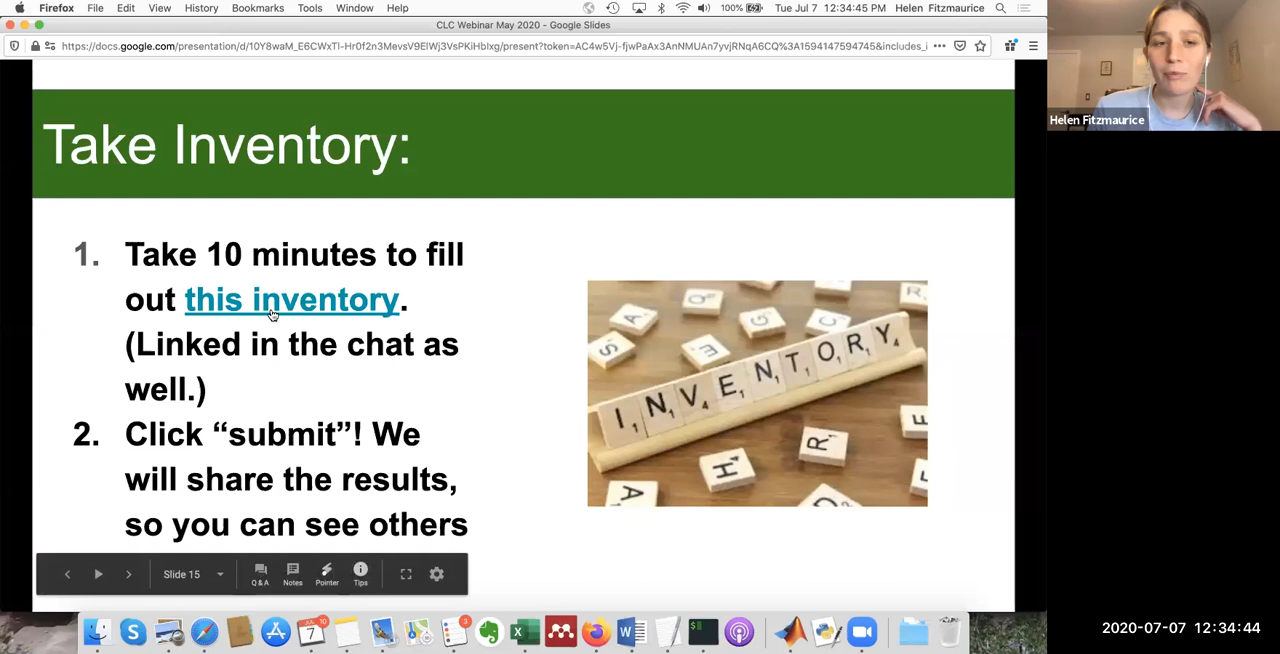 Firefox File Edit View History Bookmarks Tools Window Help 100% Tue Jul 7 12:34:45 PM Helen Fitzmaurice
CLC Webinar May 2020 - Google Slides
Helen Fitzmaurice
Take Inventory:
1. Take 10 minutes to fill
out this inventory.
(Linked in the chat as
well.)
2. Click “submit”! We
will share the results,
so you can see others
INVENTORY
Slide 15 Q & A Notes Pointer Tips
2020-07-07 12:34:44